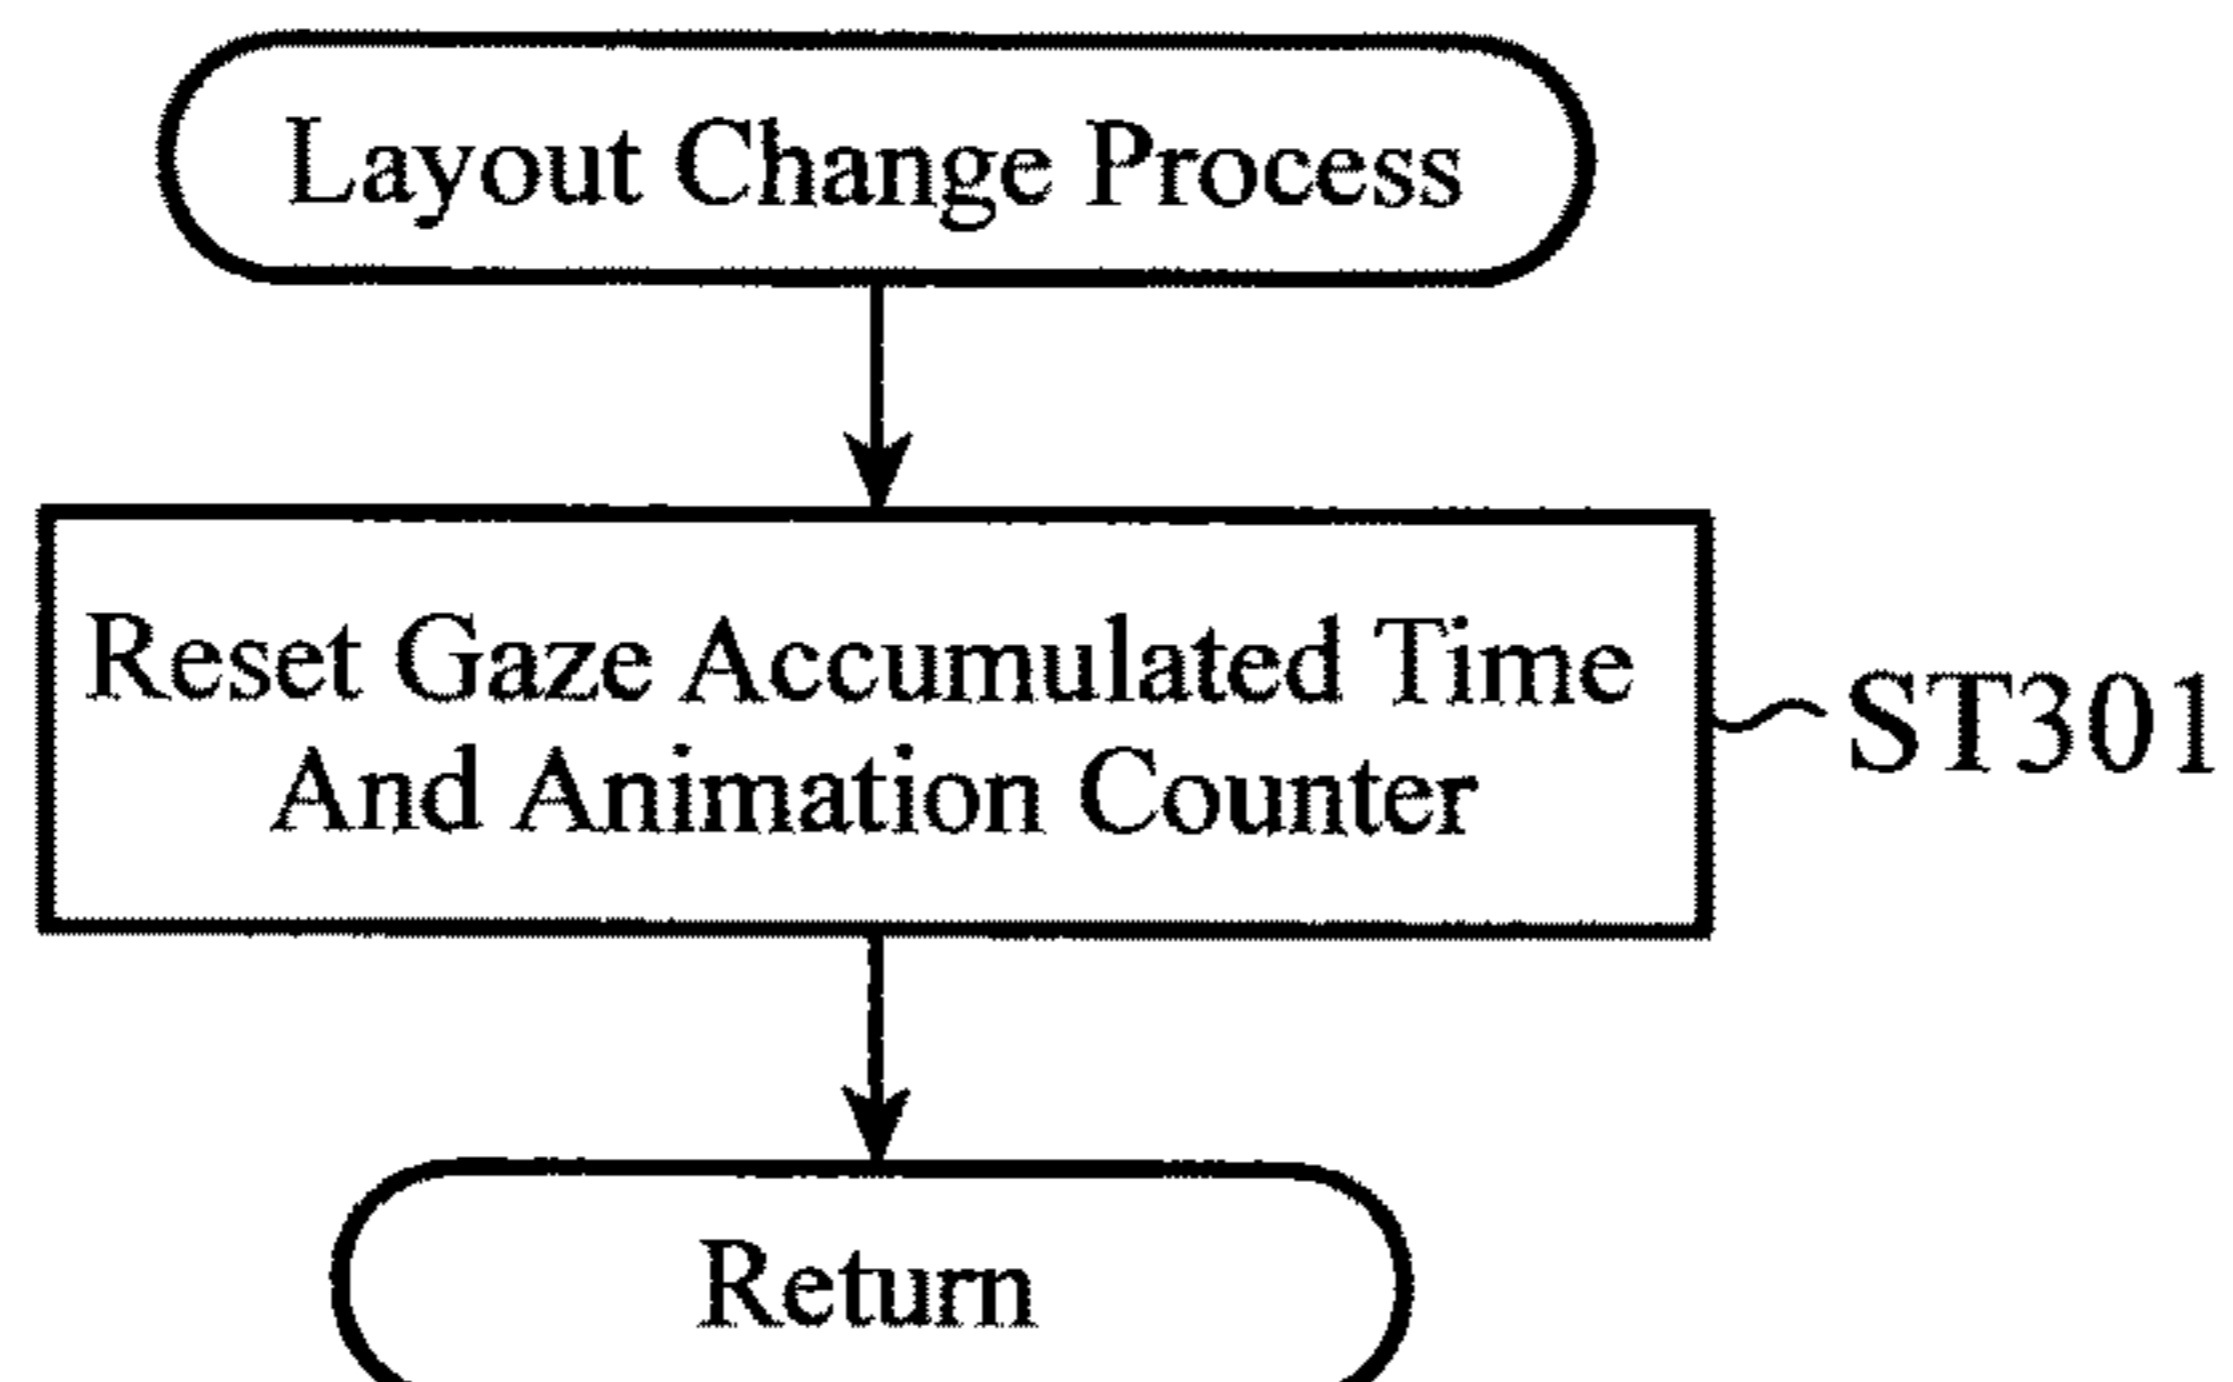 Layout Change Process
Reset Gaze Accumulated Time
And Animation Counter
ST301
Return